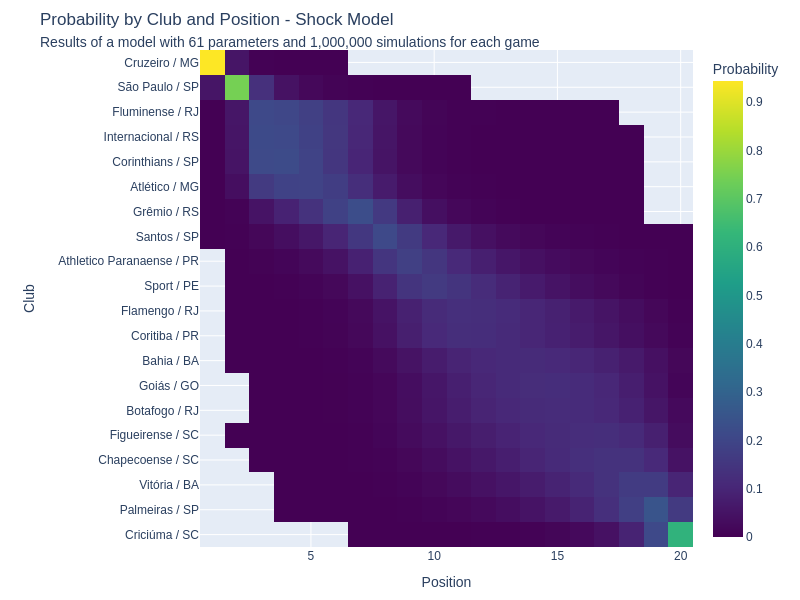 Probability by Club and Position - Shock Model
Results of a model with 61 parameters and 1,000,000 simulations for each game
Probability
Club
Cruzeiro / MG
São Paulo / SP
Fluminense / RJ
Internacional / RS
Corinthians / SP
Atlético / MG
Grêmio / RS
Santos / SP
Athletico Paranaense / PR
Sport / PE
Flamengo / RJ
Coritiba / PR
Bahia / BA
Goiás / GO
Botafogo / RJ
Figueirense / SC
Chapecoense / SC
Vitória / BA
Palmeiras / SP
Criciúma / SC
5 10 15 20
Position
0.9
0.8
0.7
0.6
0.5
0.4
0.3
0.2
0.1
0